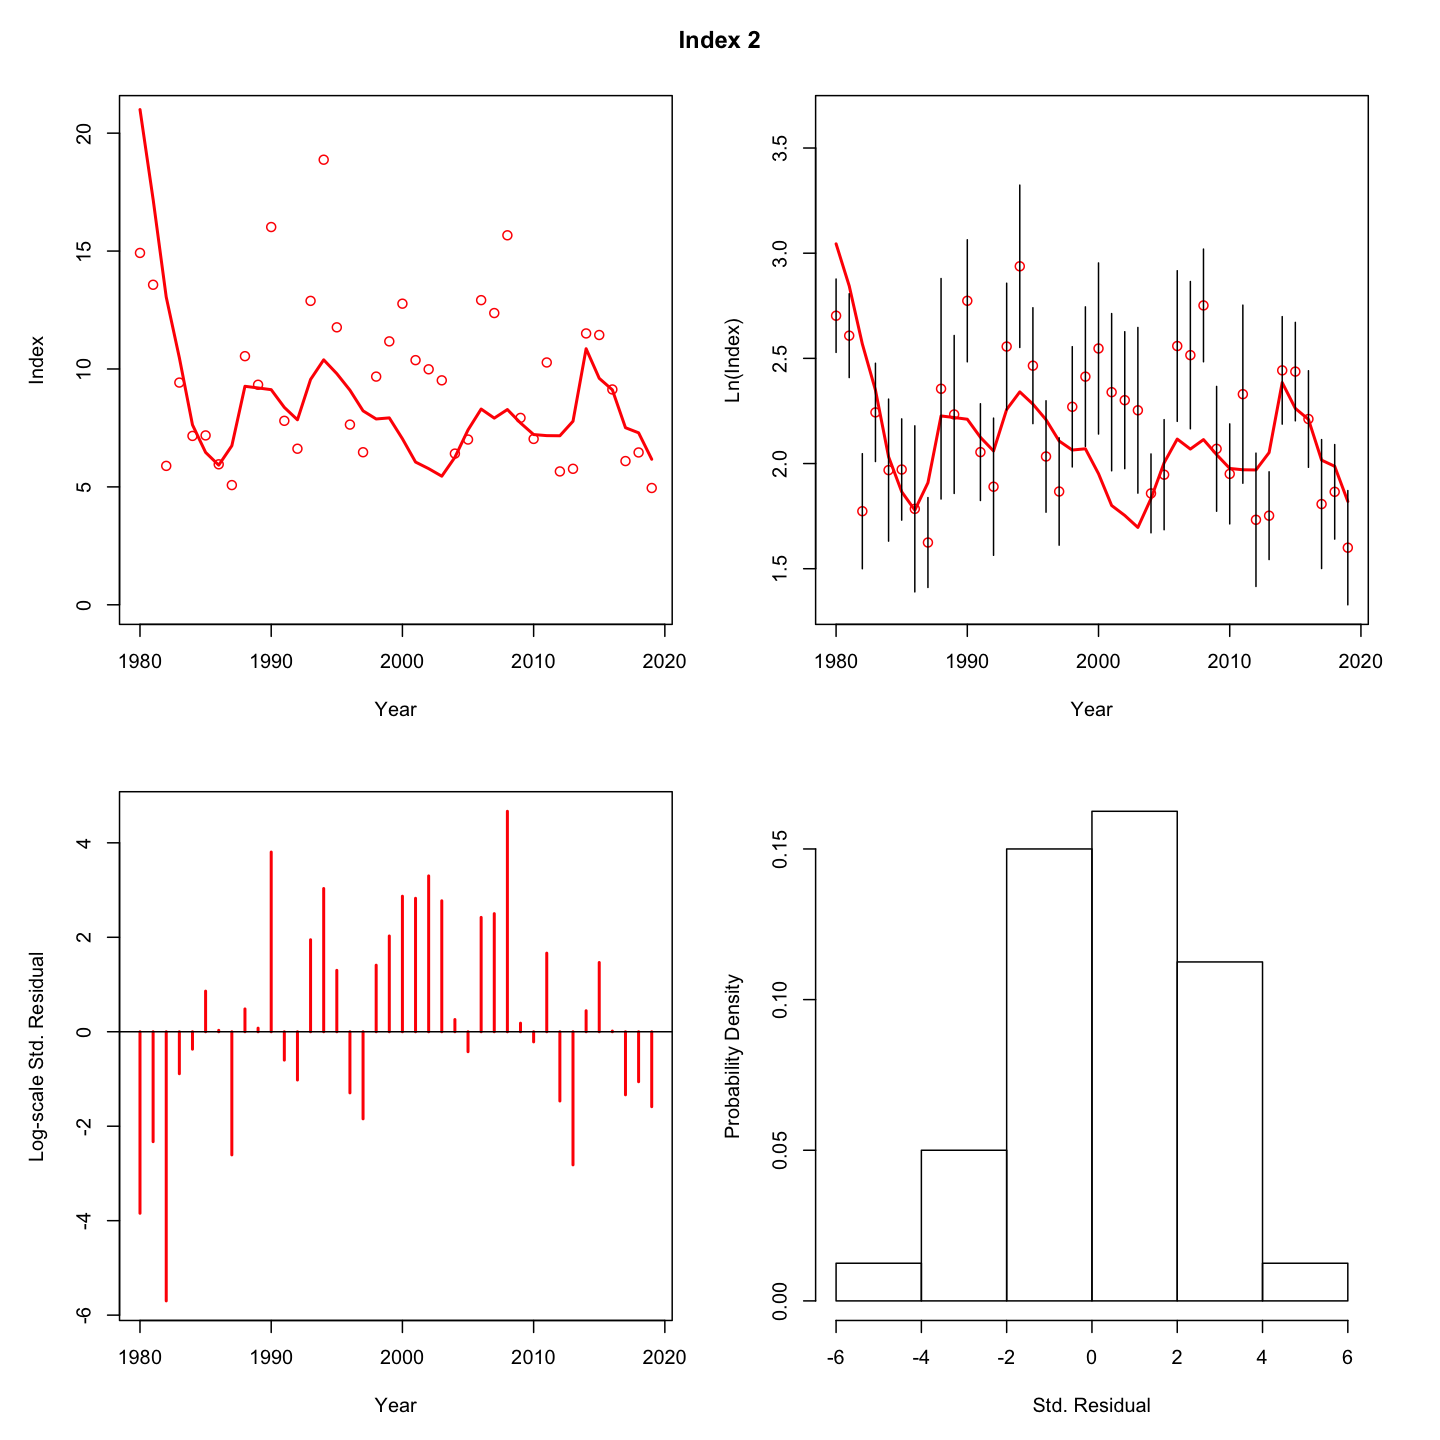 Index 2
Index
20
15
10
5
0
1980 1990 2000 2010 2020
Year
Ln(Index)
3.5
3.0
2.5
2.0
1.5
1980 1990 2000 2010 2020
Year
Log-scale Std. Residual
4
2
0
-2
-4
-6
1980 1990 2000 2010 2020
Year
Probability Density
0.15
0.10
0.05
0.00
-6 -4 -2 0 2 4 6
Std. Residual